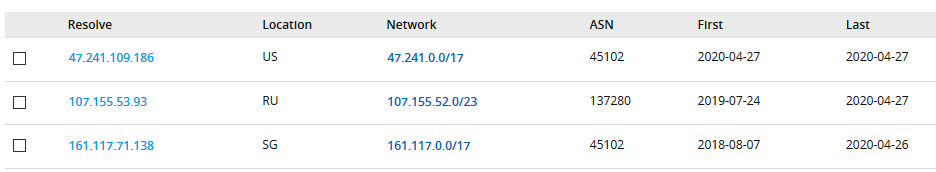 Resolve Location Network ASN First Last
47.241.109.186 US 47.241.0.0/17 45102 2020-04-27 2020-04-27
107.155.53.93 RU 107.155.52.0/23 137280 2019-07-24 2020-04-27
161.117.71.138 SG 161.117.0.0/17 45102 2018-08-07 2020-04-26